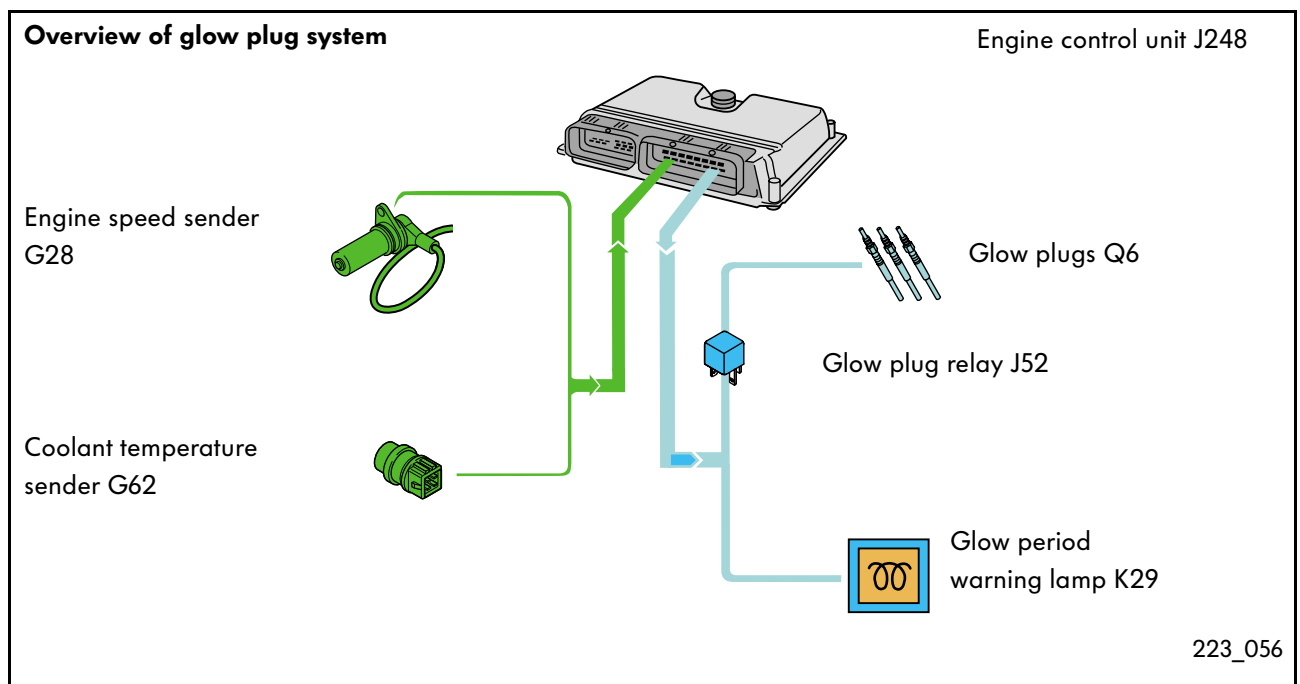 Overview of glow plug system
Engine control unit J248
Engine speed sender
G28
Glow plugs Q6
Glow plug relay J52
Coolant temperature
sender G62
Glow period
warning lamp K29
223_056